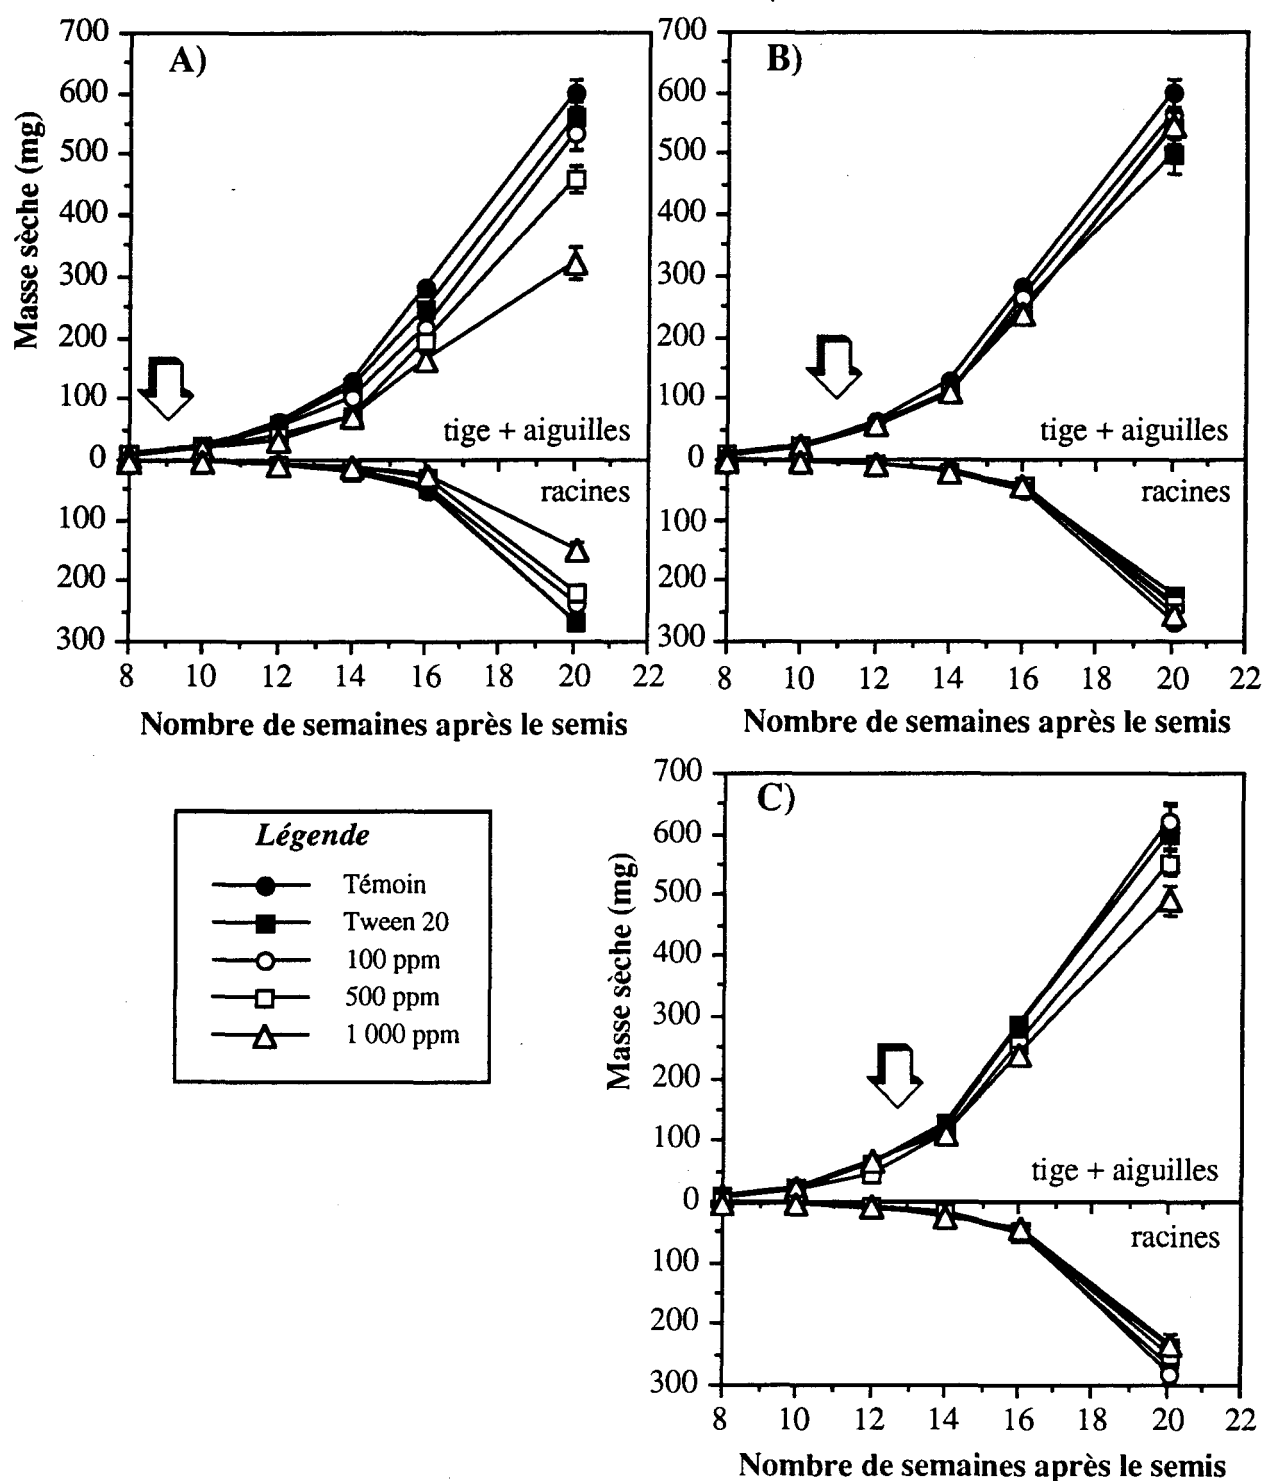 A)
Masse sèche (mg)
700
600
500
400
300
200
100
0
100
200
300
tige + aiguilles
racines
8 10 12 14 16 18 20 22
Nombre de semaines après le semis
B)
700
600
500
400
300
200
100
0
100
200
300
tige + aiguilles
racines
8 10 12 14 16 18 20 22
Nombre de semaines après le semis
Légende
Témoin
Tween 20
100 ppm
500 ppm
1 000 ppm
C)
Masse sèche (mg)
700
600
500
400
300
200
100
0
100
200
300
tige + aiguilles
racines
8 10 12 14 16 18 20 22
Nombre de semaines après le semis